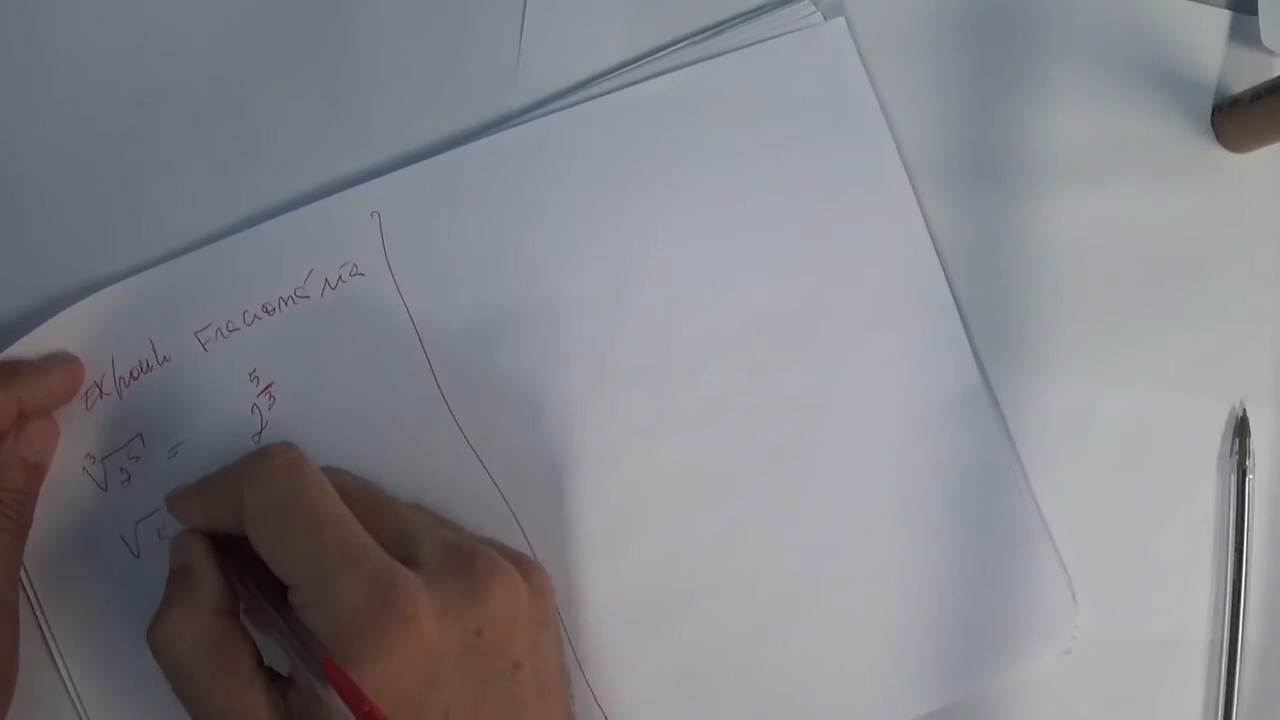 Expoente Fracionária
∛2⁵ = 2^(5/3)
√